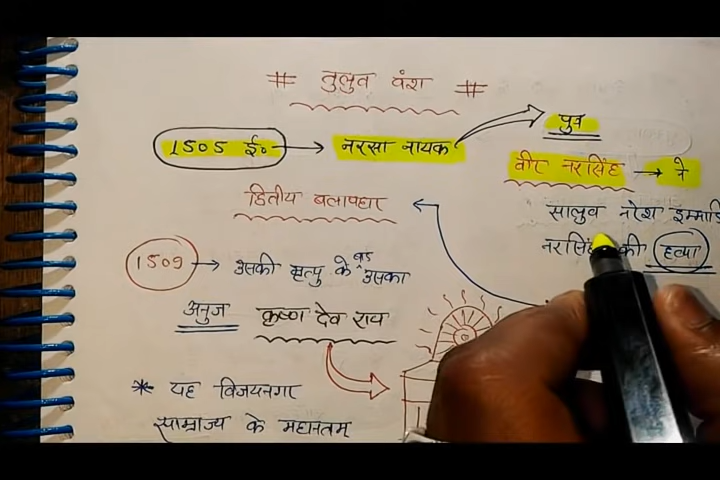 # तुलुव वंश #
1505 ई० → नरसा नायक
पुत्र
वीर नरसिंह → ने
सालुव नरेश इम्माडि
नरसिंह की हत्या
द्वितीय बलापहार
1509 → उसकी मृत्यु के बाद उसका
अनुज कृष्ण देव राय
* यह विजयनगर
साम्राज्य के महानतम्